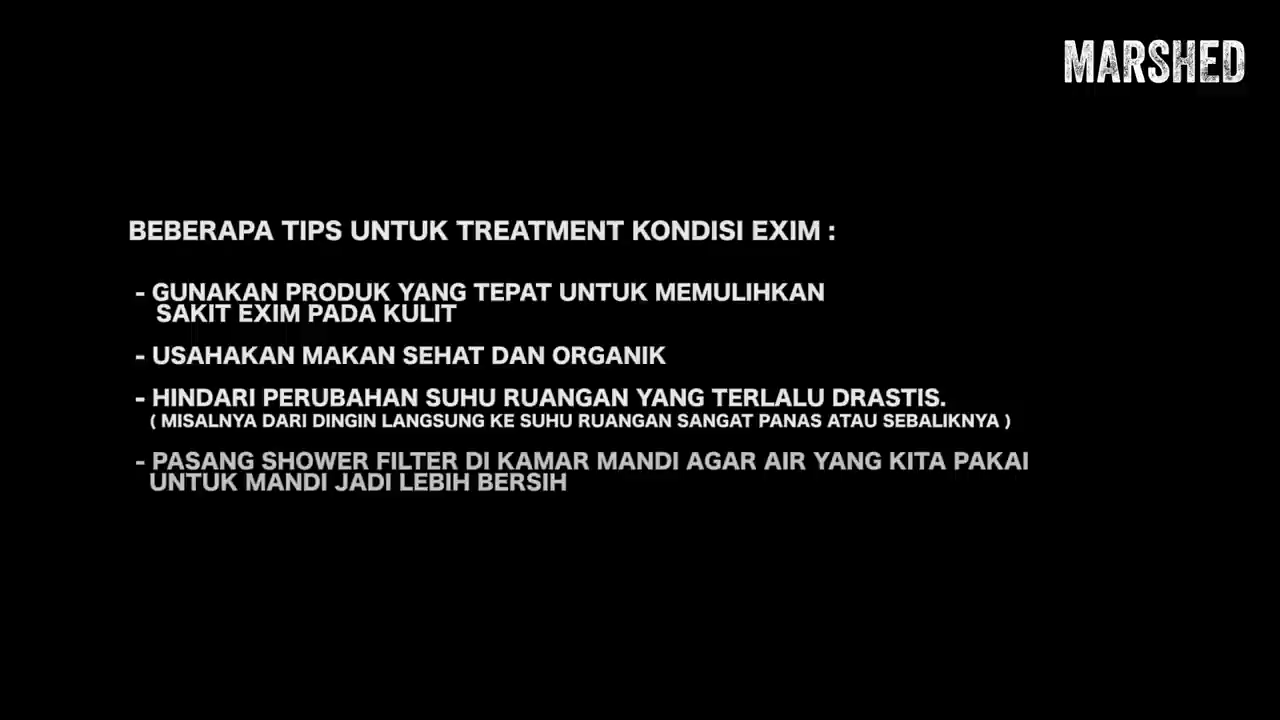 MARSHED
BEBERAPA TIPS UNTUK TREATMENT KONDISI EXIM :
- GUNAKAN PRODUK YANG TEPAT UNTUK MEMULIHKAN
SAKIT EXIM PADA KULIT
- USAHAKAN MAKAN SEHAT DAN ORGANIK
- HINDARI PERUBAHAN SUHU RUANGAN YANG TERLALU DRASTIS.
( MISALNYA DARI DINGIN LANGSUNG KE SUHU RUANGAN SANGAT PANAS ATAU SEBALIKNYA )
- PASANG SHOWER FILTER DI KAMAR MANDI AGAR AIR YANG KITA PAKAI
UNTUK MANDI JADI LEBIH BERSIH